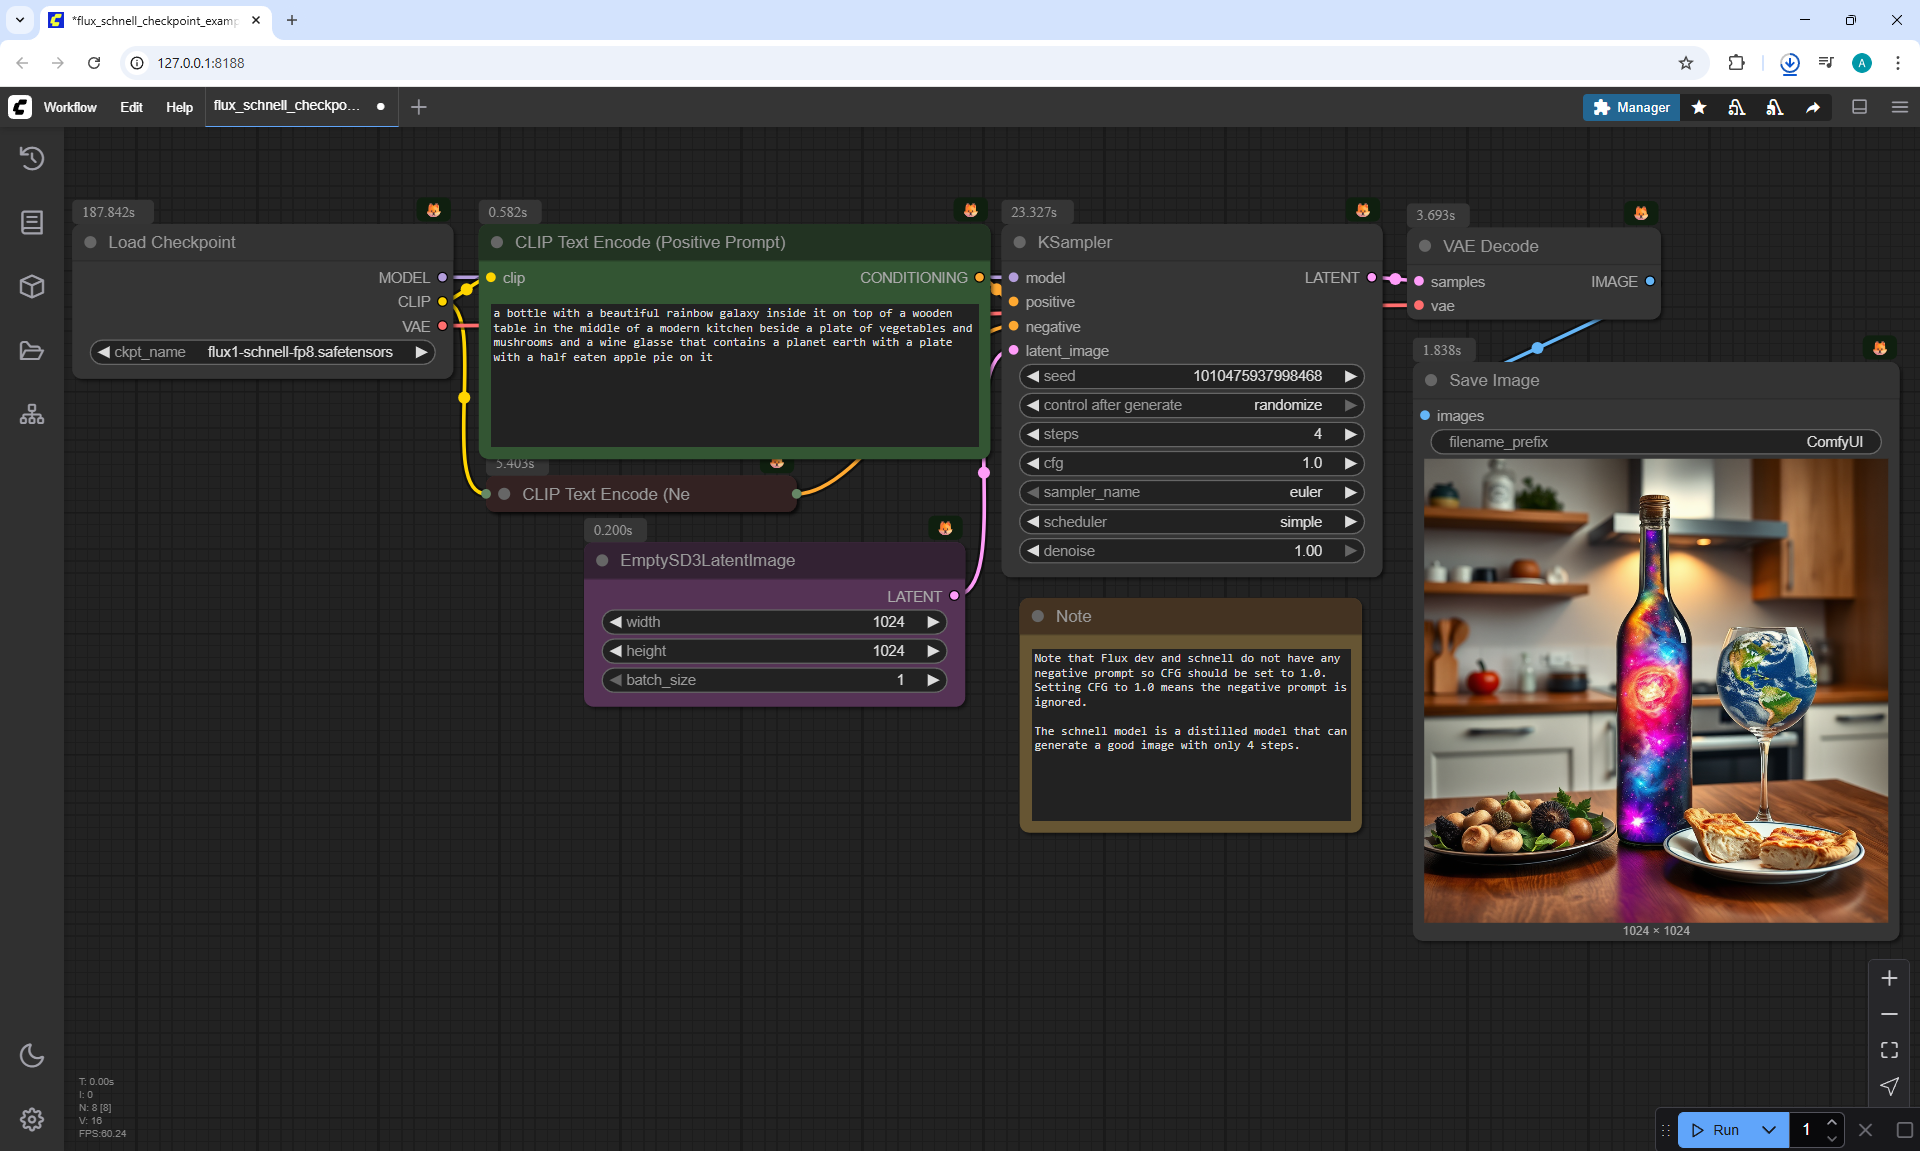 *flux_schnell_checkpoint_examp
127.0.0.1:8188
A
Workflow
Edit
Help
flux_schnell_checkpo...
Manager
187.842s
Load Checkpoint
MODEL
CLIP
VAE
ckpt_name
flux1-schnell-fp8.safetensors
0.582s
CLIP Text Encode (Positive Prompt)
clip
CONDITIONING
a bottle with a beautiful rainbow galaxy inside it on top of a wooden
table in the middle of a modern kitchen beside a plate of vegetables and
mushrooms and a wine glasse that contains a planet earth with a plate
with a half eaten apple pie on it
5.403s
CLIP Text Encode (Ne
0.200s
EmptySD3LatentImage
LATENT
width
1024
height
1024
batch_size
1
23.327s
KSampler
model
LATENT
positive
negative
latent_image
seed
1010475937998468
control after generate
randomize
steps
4
cfg
1.0
sampler_name
euler
scheduler
simple
denoise
1.00
Note
Note that Flux dev and schnell do not have any
negative prompt so CFG should be set to 1.0.
Setting CFG to 1.0 means the negative prompt is
ignored.
The schnell model is a distilled model that can
generate a good image with only 4 steps.
3.693s
VAE Decode
samples
IMAGE
vae
1.838s
Save Image
images
filename_prefix
ComfyUI
1024 × 1024
T: 0.00s
I: 0
N: 8 [8]
V: 16
FPS:60.24
Run
1